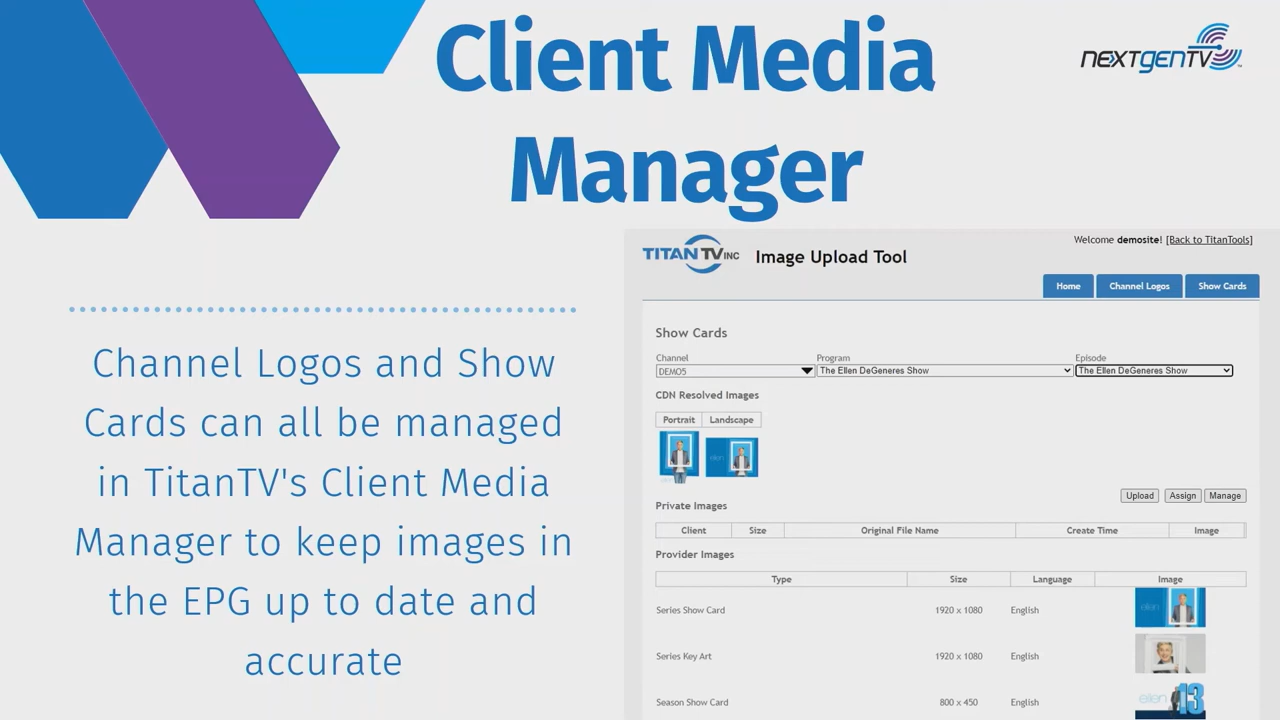 Client Media
Manager
NEXTGENTV
Channel Logos and Show
Cards can all be managed
in TitanTV's Client Media
Manager to keep images in
the EPG up to date and
accurate
Welcome demosite! [Back to TitanTools]
TITAN TV INC Image Upload Tool
Home Channel Logos Show Cards
Show Cards
Channel Program Episode
DEMO5 The Ellen DeGeneres Show The Ellen DeGeneres Show
CDN Resolved Images
Portrait Landscape
ellen
Upload Assign Manage
Private Images
Client Size Original File Name Create Time Image
Provider Images
Type Size Language Image
Series Show Card 1920 x 1080 English ellen
Series Key Art 1920 x 1080 English
Season Show Card 800 x 450 English ellen 13